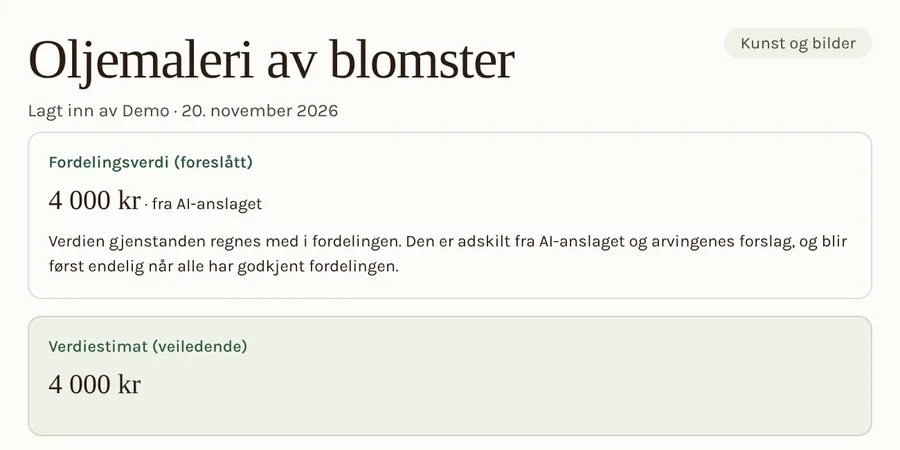 Oljemaleri av blomster
Kunst og bilder
Lagt inn av Demo · 20. november 2026
Fordelingsverdi (foreslått)
4 000 kr · fra AI-anslaget
Verdien gjenstanden regnes med i fordelingen. Den er adskilt fra AI-anslaget og arvingenes forslag, og blir
først endelig når alle har godkjent fordelingen.
Verdiestimat (veiledende)
4 000 kr